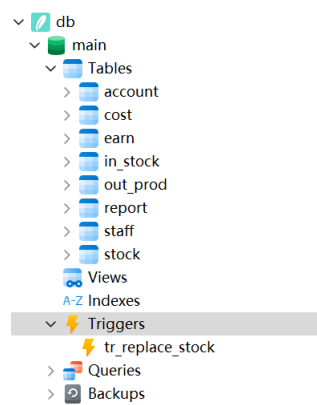 db
main
Tables
account
cost
earn
in_stock
out_prod
report
staff
stock
Views
A-Z Indexes
Triggers
tr_replace_stock
Queries
Backups